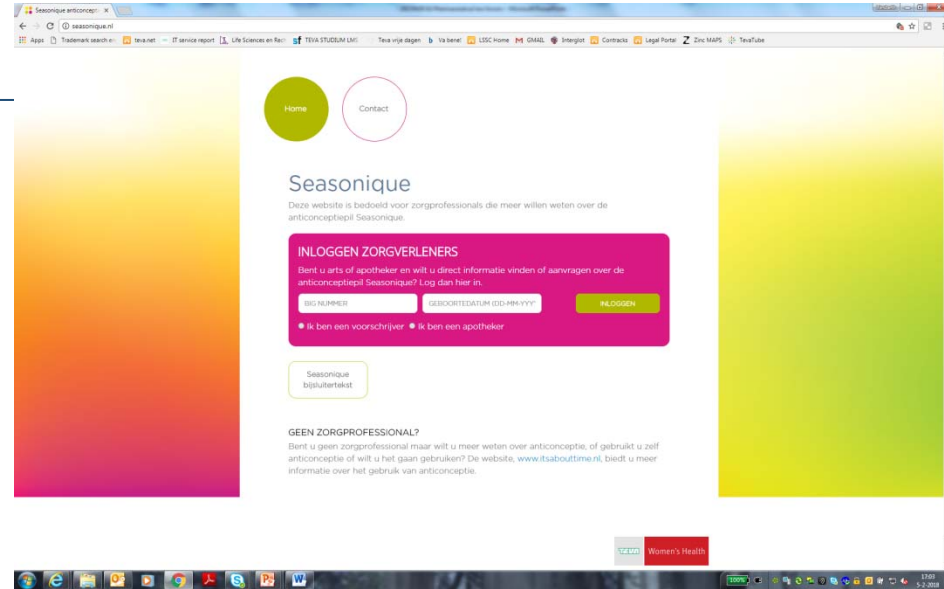 Seasonique anticoncepti
seasonique.nl
Apps
Trademark search en
teva.net
IT service report
Life Sciences en Rech
TEVA STUDIUM LMS
Teva vrije dagen
Va benel
LSSC Home
GMAIL
Interglot
Contracks
Legal Portal
Zinc MAPS
TevaTube
Home
Contact
Seasonique
Deze website is bedoeld voor zorgprofessionals die meer willen weten over de
anticonceptiepil Seasonique.
INLOGGEN ZORGVERLENERS
Bent u arts of apotheker en wilt u direct informatie vinden of aanvragen over de
anticonceptiepil Seasonique? Log dan hier in.
BIG NUMMER
GEBOORTEDATUM (DD-MM-YYY
INLOGGEN
Ik ben een voorschrijver
Ik ben een apotheker
Seasonique
bijsluitertekst
GEEN ZORGPROFESSIONAL?
Bent u geen zorgprofessional maar wilt u meer weten over anticonceptie, of gebruikt u zelf
anticonceptie of wilt u het gaan gebruiken? De website, www.itsabouttime.nl, biedt u meer
informatie over het gebruik van anticonceptie.
TEVA
Women's Health
100%
17:03
5-2-2018